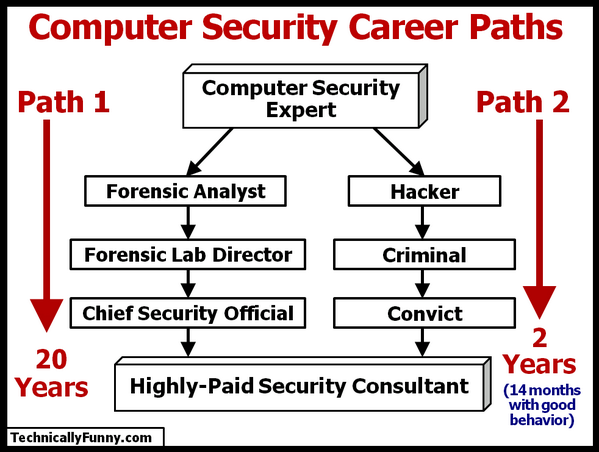 Computer Security Career Paths
Path 1
Computer Security
Expert
Path 2
Forensic Analyst
Hacker
Forensic Lab Director
Criminal
Chief Security Official
Convict
20
Years
2
Years
(14 months
with good
behavior)
Highly-Paid Security Consultant
TechnicallyFunny.com